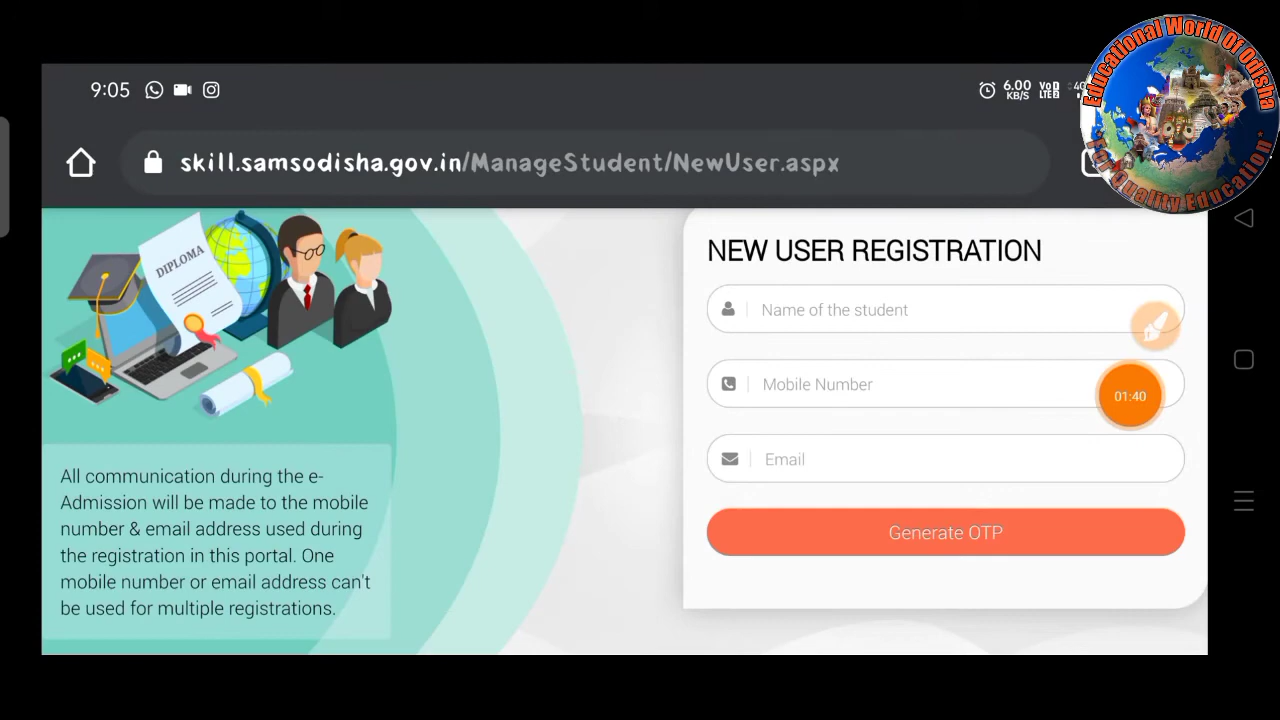 9:05
6.00
KB/S
VoD
LTE2
Educational World Of Odisha
For Quality Education
skill.samsodisha.gov.in/ManageStudent/NewUser.aspx
DIPLOMA
NEW USER REGISTRATION
Name of the student
Mobile Number
01:40
Email
Generate OTP
All communication during the e-
Admission will be made to the mobile
number & email address used during
the registration in this portal. One
mobile number or email address can't
be used for multiple registrations.